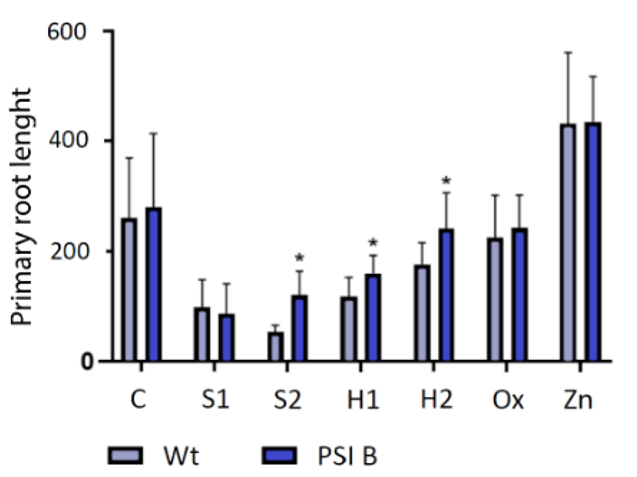 600
400
200
0
Primary root lenght
*
*
*
C S1 S2 H1 H2 Ox Zn
Wt PSI B